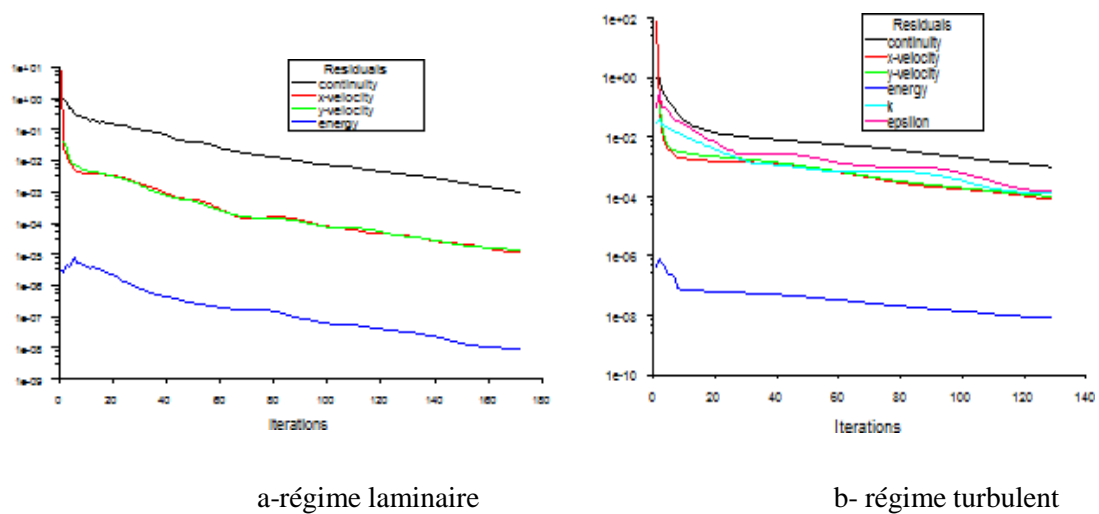 Residuals
continuity
x-velocity
y-velocity
energy
1e+01
1e+00
1e-01
1e-02
1e-03
1e-04
1e-05
1e-06
1e-07
1e-08
1e-09
0 20 40 60 80 100 120 140 160 180
Iterations
a-régime laminaire
Residuals
continuity
x-velocity
y-velocity
energy
k
epsilon
1e+02
1e+00
1e-02
1e-04
1e-06
1e-08
1e-10
0 20 40 60 80 100 120 140
Iterations
b- régime turbulent